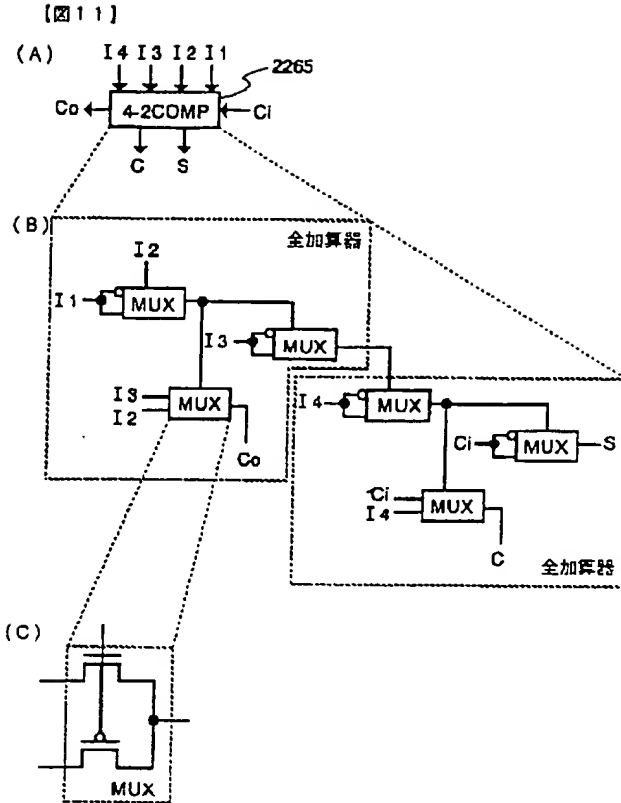 【図11】
(A)
I4 I3 I2 I1
2265
Co 4-2COMP Ci
C S
(B)
全加算器
I2
I1 MUX
I3 MUX
I3
I2 MUX
Co
I4 MUX
Ci MUX S
Ci
I4 MUX
C
全加算器
(C)
MUX